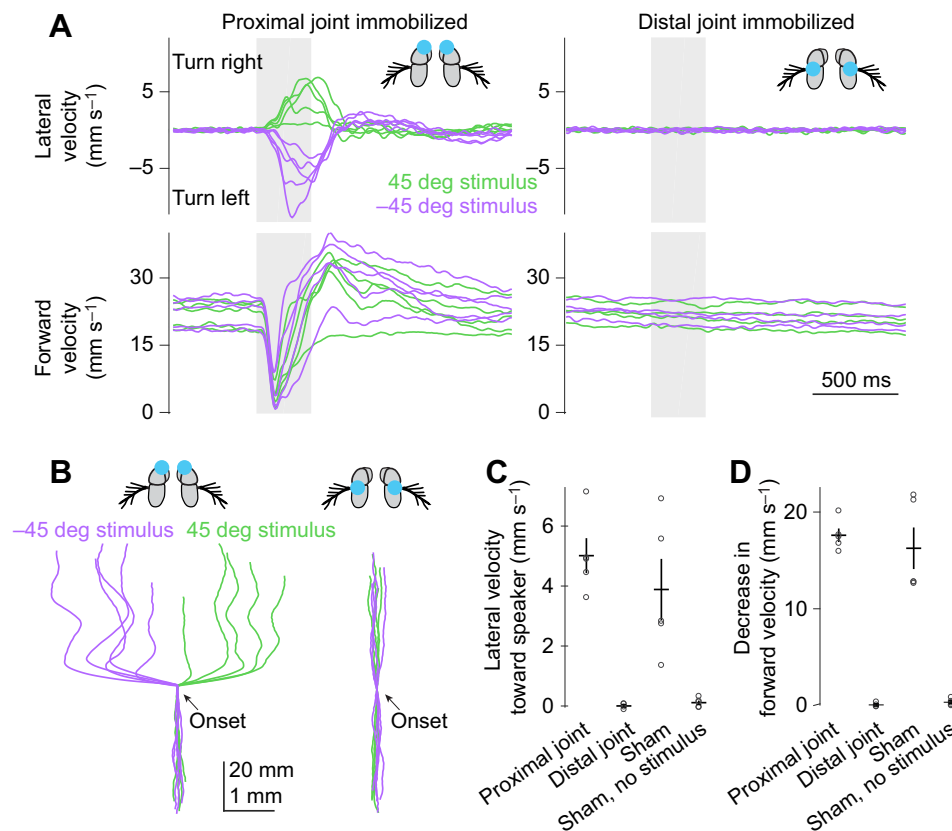 A
Proximal joint immobilized
Distal joint immobilized
Turn right
Turn left
Lateral
velocity
(mm s⁻¹)
5
–5
45 deg stimulus
–45 deg stimulus
5
–5
Forward
velocity
(mm s⁻¹)
30
15
0
30
15
0
500 ms
B
–45 deg stimulus
45 deg stimulus
Onset
Onset
20 mm
1 mm
C
Lateral velocity
toward speaker (mm s⁻¹)
6
4
2
0
Proximal joint
Distal joint
Sham
Sham, no stimulus
D
Decrease in
forward velocity (mm s⁻¹)
20
10
0
Proximal joint
Distal joint
Sham
Sham, no stimulus